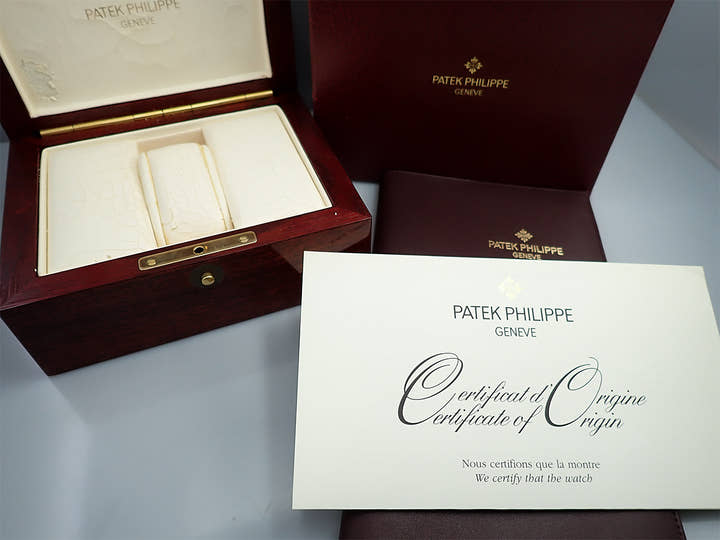 PATEK PHILIPPE
GENEVE
PATEK PHILIPPE
GENEVE
PATEK PHILIPPE
GENEVE
PATEK PHILIPPE
GENEVE
Certificat d'Origine
Certificate of Origin
Nous certifions que la montre
We certify that the watch